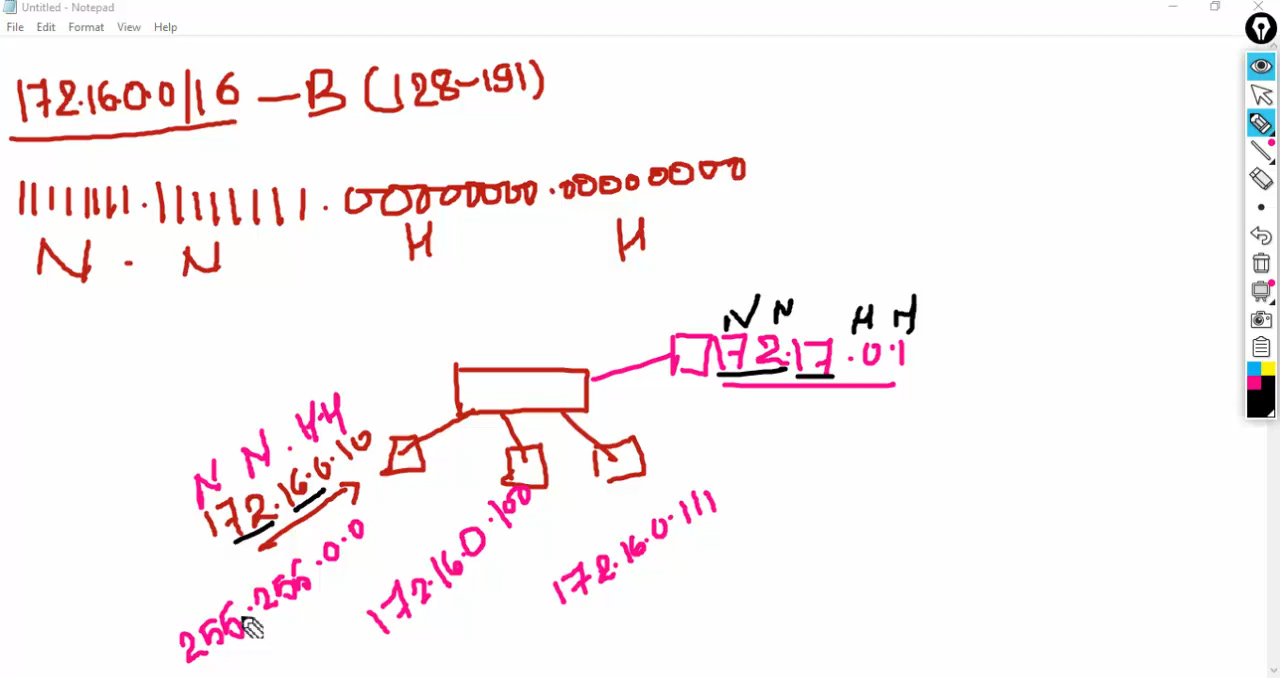 Untitled - Notepad
File Edit Format View Help
172.16.0.0/16 — B (128-191)
11111111.11111111.00000000.00000000
N . N H H
N N H H
172.17.0.1
N N . H.H
172.16.0.10
255.255.0.0
172.16.0.100
172.16.0.111